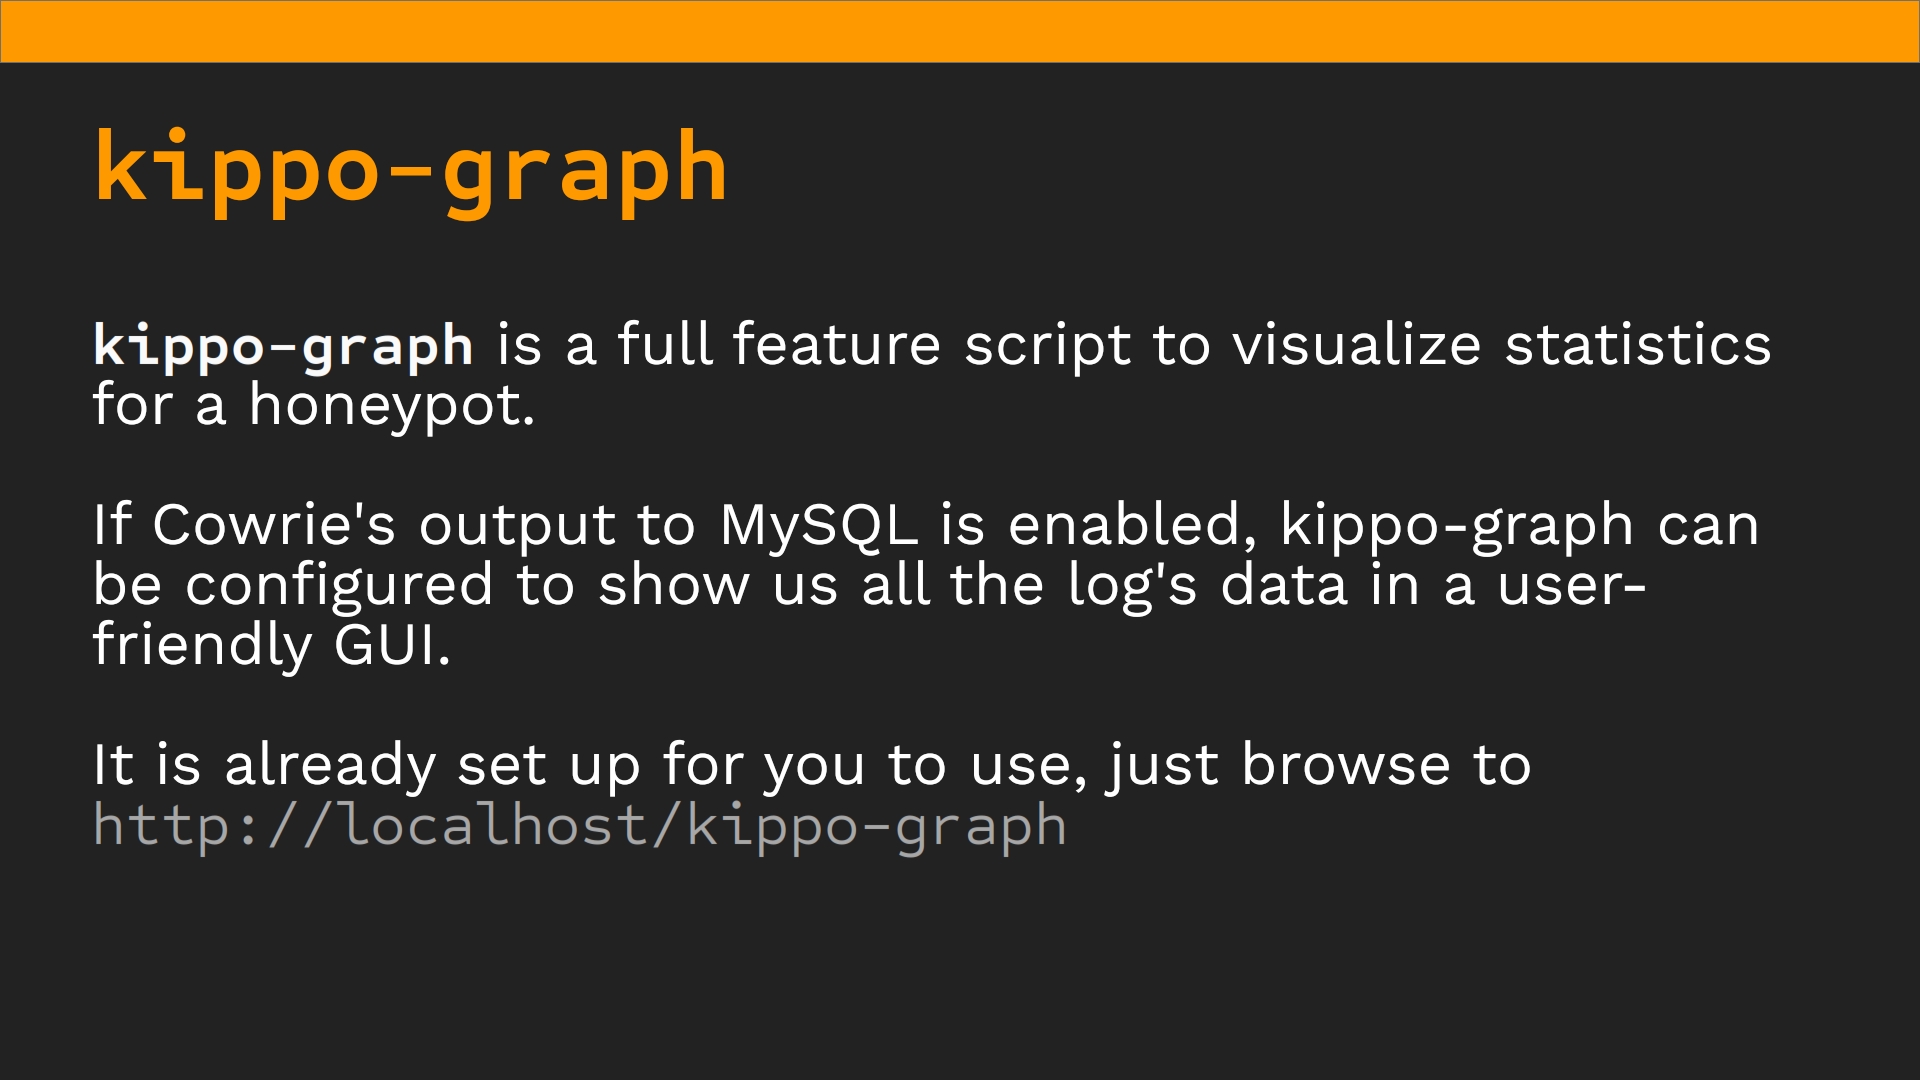 kippo-graph
kippo-graph is a full feature script to visualize statistics
for a honeypot.
If Cowrie's output to MySQL is enabled, kippo-graph can
be configured to show us all the log's data in a user-
friendly GUI.
It is already set up for you to use, just browse to
http://localhost/kippo-graph